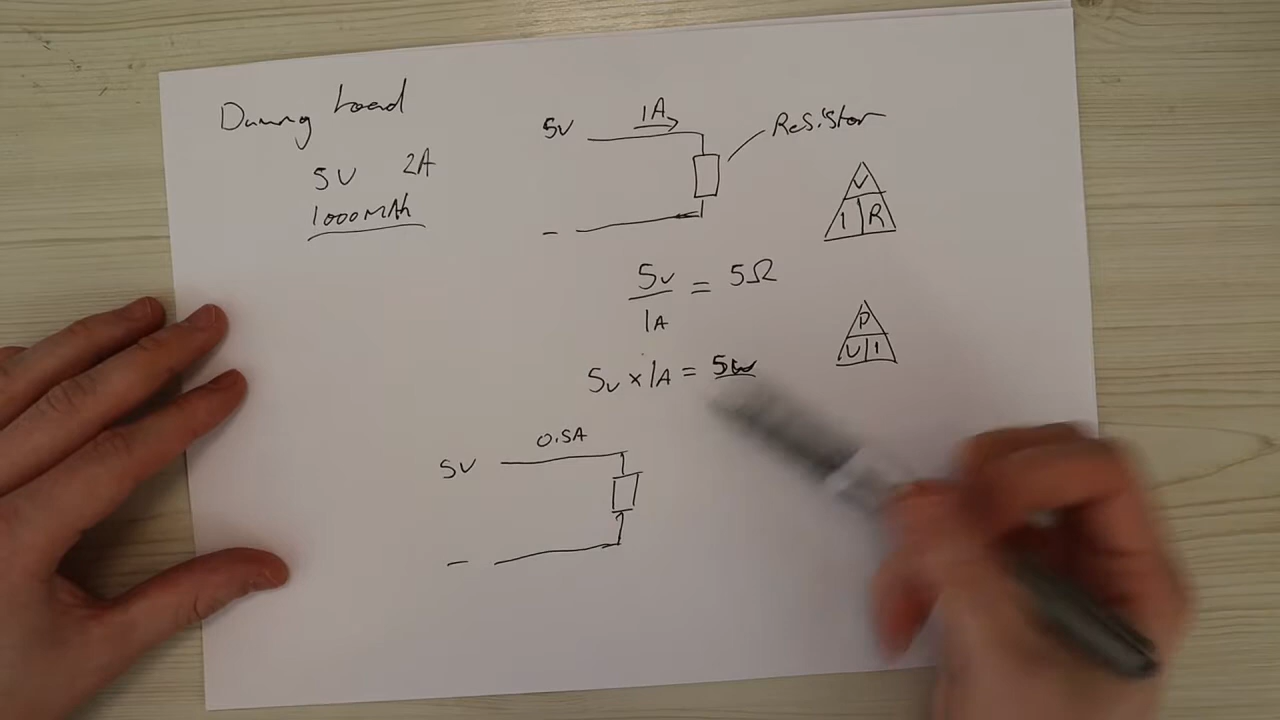 Dummy Load
5V 2A
1000mAh
5V 1A Resistor
V
I R
5V
1A
= 5Ω
P
V I
5V x 1A = 5W
5V 0.5A